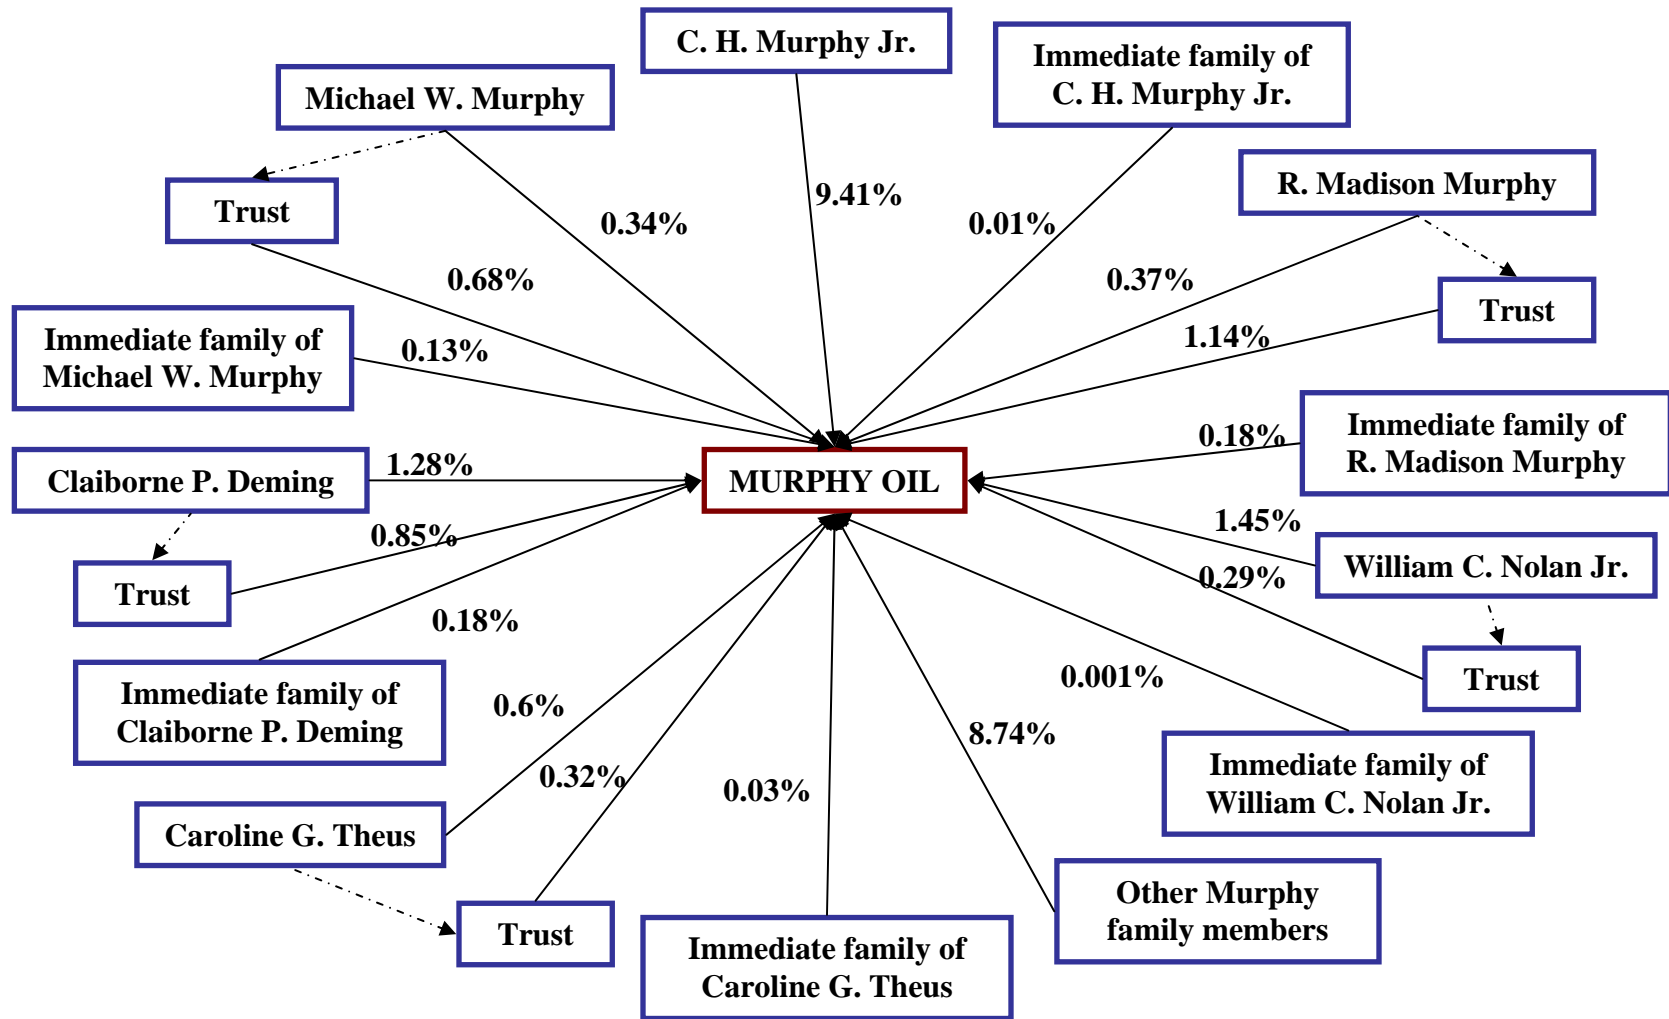 C. H. Murphy Jr.
Immediate family of
C. H. Murphy Jr.
Michael W. Murphy
R. Madison Murphy
Trust
9.41%
0.34%
0.01%
0.68%
0.37%
Trust
Immediate family of
Michael W. Murphy
0.13%
1.14%
Immediate family of
R. Madison Murphy
0.18%
Claiborne P. Deming
1.28%
MURPHY OIL
1.45%
0.85%
William C. Nolan Jr.
0.29%
Trust
0.18%
Trust
0.001%
Immediate family of
Claiborne P. Deming
0.6%
8.74%
0.32%
0.03%
Immediate family of
William C. Nolan Jr.
Caroline G. Theus
Other Murphy
family members
Trust
Immediate family of
Caroline G. Theus